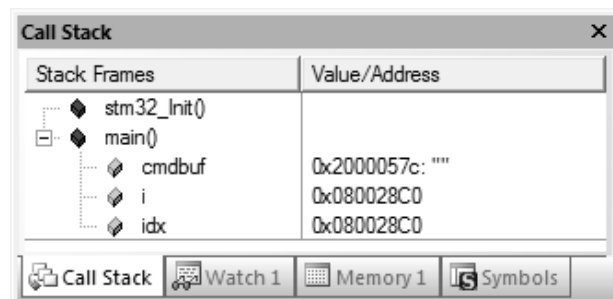 Call Stack
Stack Frames Value/Address
stm32_Init()
main()
cmdbuf 0x2000057c: ""
i 0x080028C0
idx 0x080028C0
Call Stack Watch 1 Memory 1 Symbols